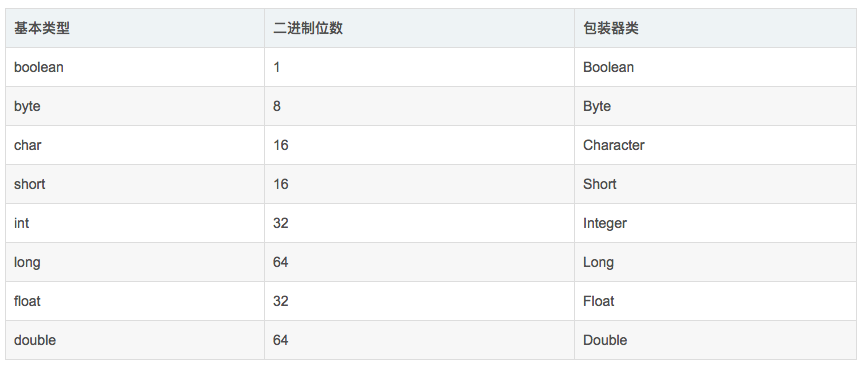 基本类型 二进制位数 包装器类
boolean 1 Boolean
byte 8 Byte
char 16 Character
short 16 Short
int 32 Integer
long 64 Long
float 32 Float
double 64 Double